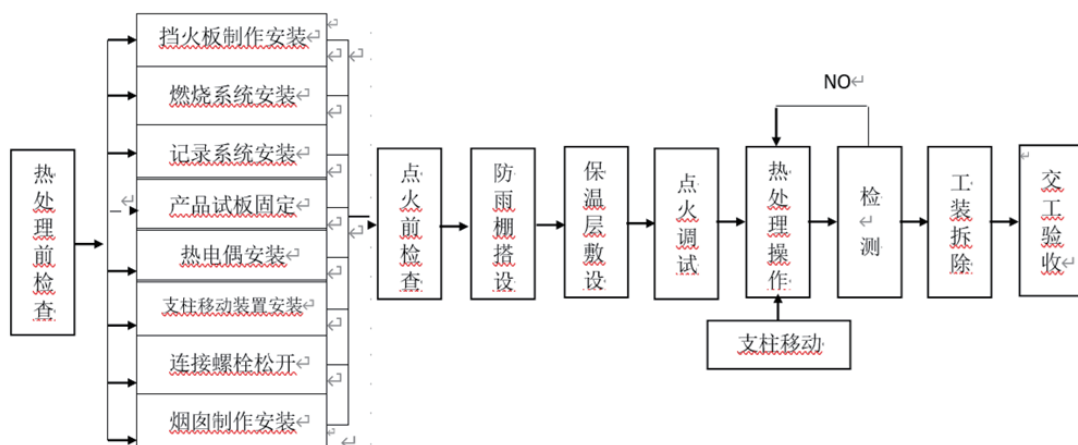 热处理前检查
挡火板制作安装
燃烧系统安装
记录系统安装
产品试板固定
热电偶安装
支柱移动装置安装
连接螺栓松开
烟囱制作安装
点火前检查
防雨棚搭设
保温层敷设
点火调试
热处理操作
NO
支柱移动
检测
工装拆除
交工验收